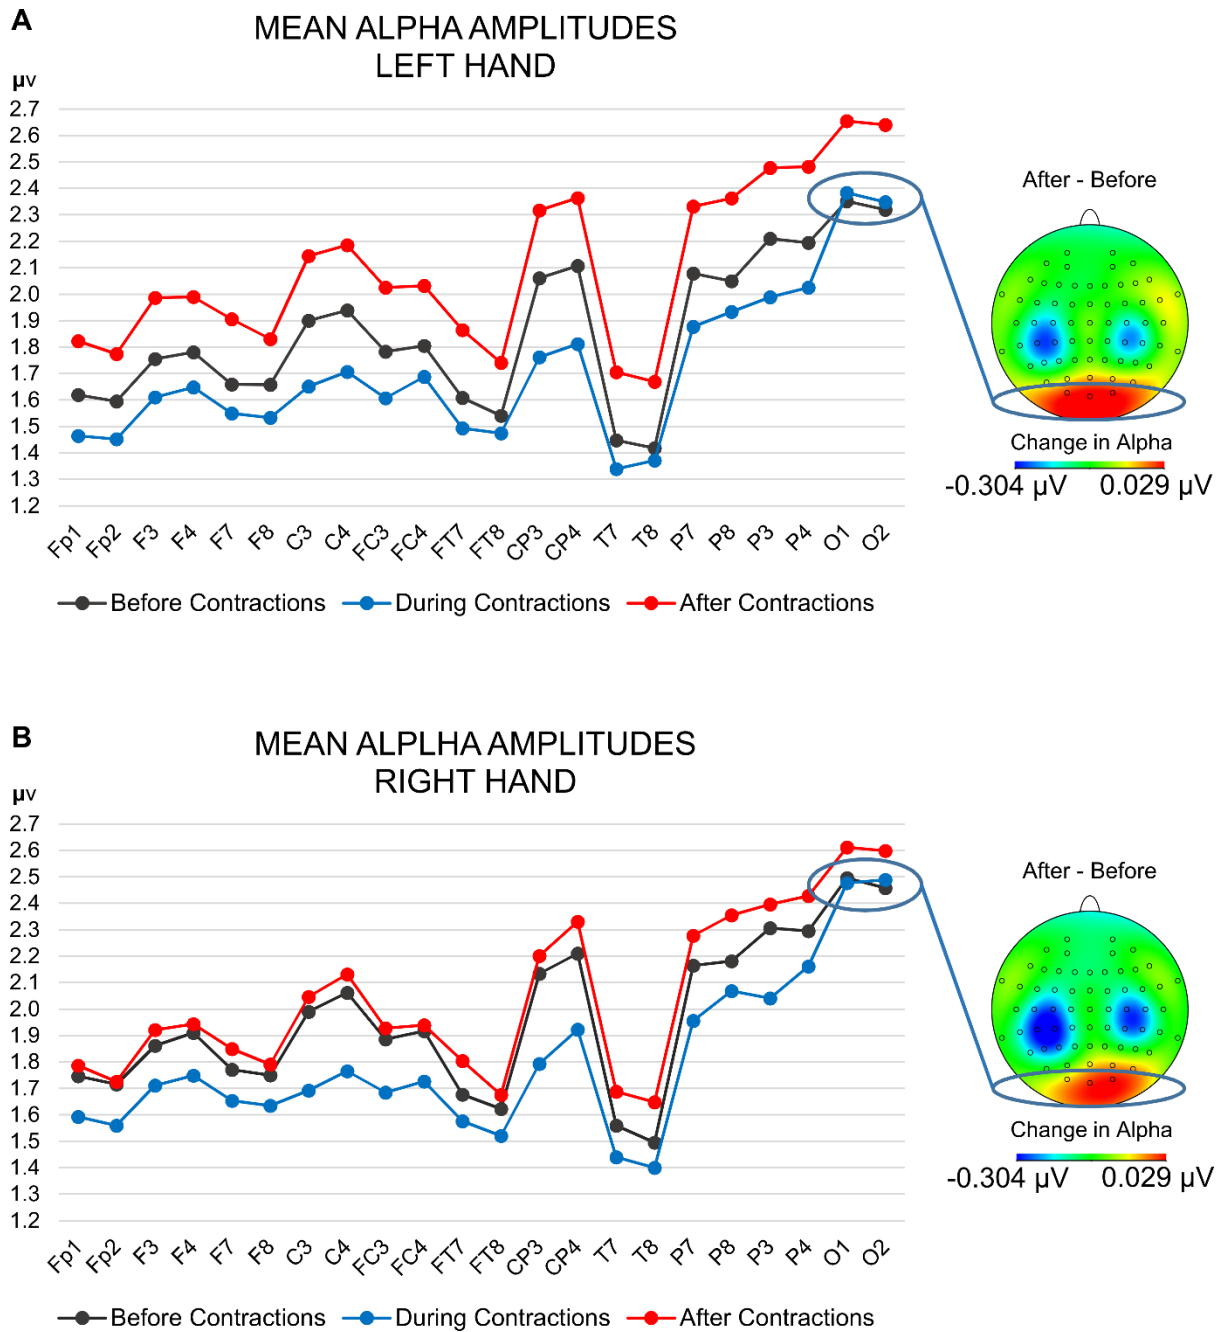 A
MEAN ALPHA AMPLITUDES
LEFT HAND
µv
2.7
2.6
2.5
2.4
2.3
2.2
2.1
2.0
1.9
1.8
1.7
1.6
1.5
1.4
1.3
1.2
Fp1 Fp2 F3 F4 F7 F8 C3 C4 FC3 FC4 FT7 FT8 CP3 CP4 T7 T8 P7 P8 P3 P4 O1 O2
Before Contractions During Contractions After Contractions
After - Before
Change in Alpha
-0.304 µV 0.029 µV
B
MEAN ALPLHA AMPLITUDES
RIGHT HAND
µv
2.7
2.6
2.5
2.4
2.3
2.2
2.1
2.0
1.9
1.8
1.7
1.6
1.5
1.4
1.3
1.2
Fp1 Fp2 F3 F4 F7 F8 C3 C4 FC3 FC4 FT7 FT8 CP3 CP4 T7 T8 P7 P8 P3 P4 O1 O2
Before Contractions During Contractions After Contractions
After - Before
Change in Alpha
-0.304 µV 0.029 µV